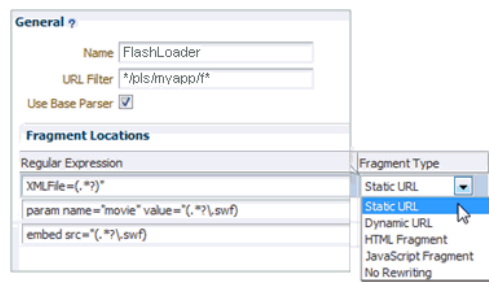 General ?
Name FlashLoader
URL Filter */pls/myapp/f*
Use Base Parser
Fragment Locations
Regular Expression Fragment Type
XMLFile=(.*?)" Static URL
param name="movie" value="(.*?\.swf)
embed src="(.*?\.swf)
Static URL
Dynamic URL
HTML Fragment
JavaScript Fragment
No Rewriting